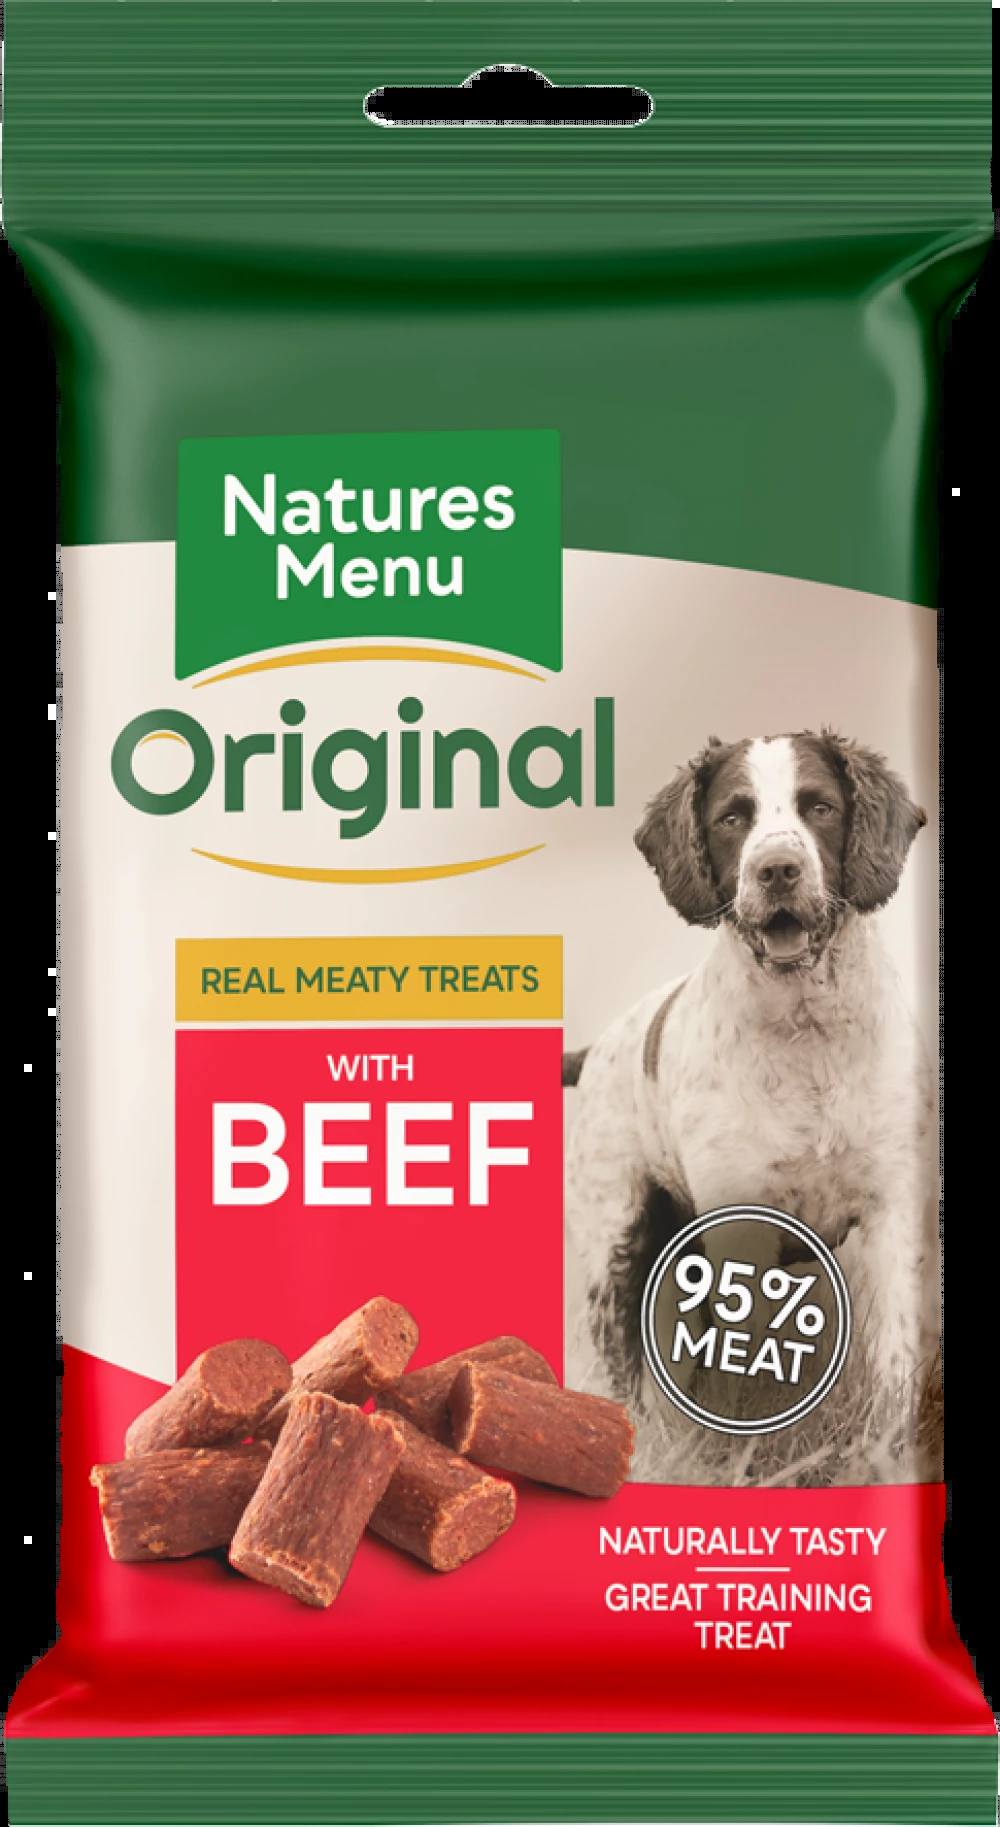 Natures
Menu
Original
REAL MEATY TREATS
WITH
BEEF
95%
MEAT
NATURALLY TASTY
GREAT TRAINING
TREAT